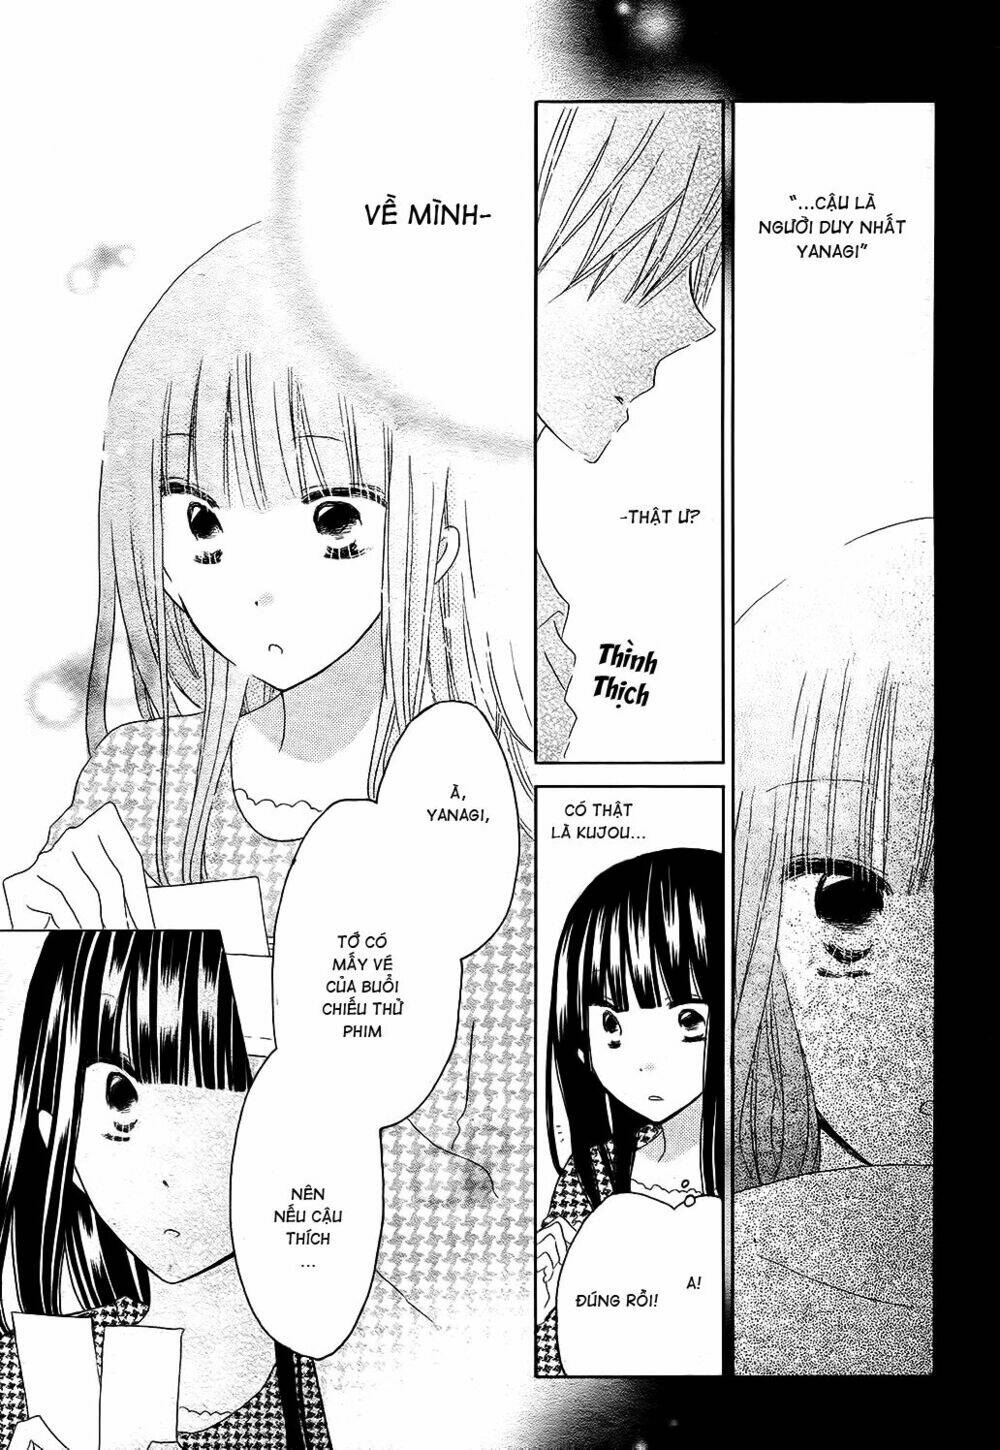 "...CẬU LÀ
NGƯỜI DUY NHẤT
YANAGI"
-THẬT Ư?
Thình
Thịch
CÓ THẬT
LÀ KUJOU...
A!
ĐÚNG RỒI!
VỀ MÌNH-
À,
YANAGI,
TỚ CÓ
MẤY VÉ
CỦA BUỔI
CHIẾU THỬ
PHIM
NÊN
NẾU CẬU
THÍCH
...